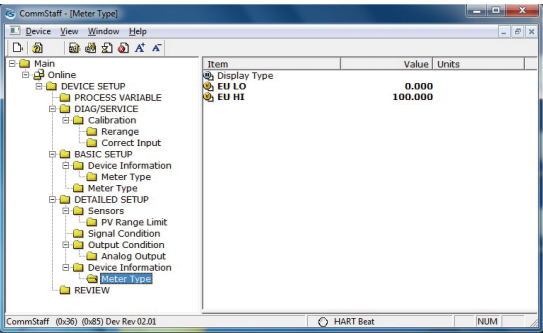 CommStaff - [Meter Type]
Device View Window Help
Main
Online
DEVICE SETUP
PROCESS VARIABLE
DIAG/SERVICE
Calibration
Rerange
Correct Input
BASIC SETUP
Device Information
Meter Type
Meter Type
DETAILED SETUP
Sensors
PV Range Limit
Signal Condition
Output Condition
Analog Output
Device Information
Meter Type
REVIEW
Item Value Units
Display Type
EU LO 0.000
EU HI 100.000
CommStaff (0x36) (0x85) Dev Rev 02.01 HART Beat NUM